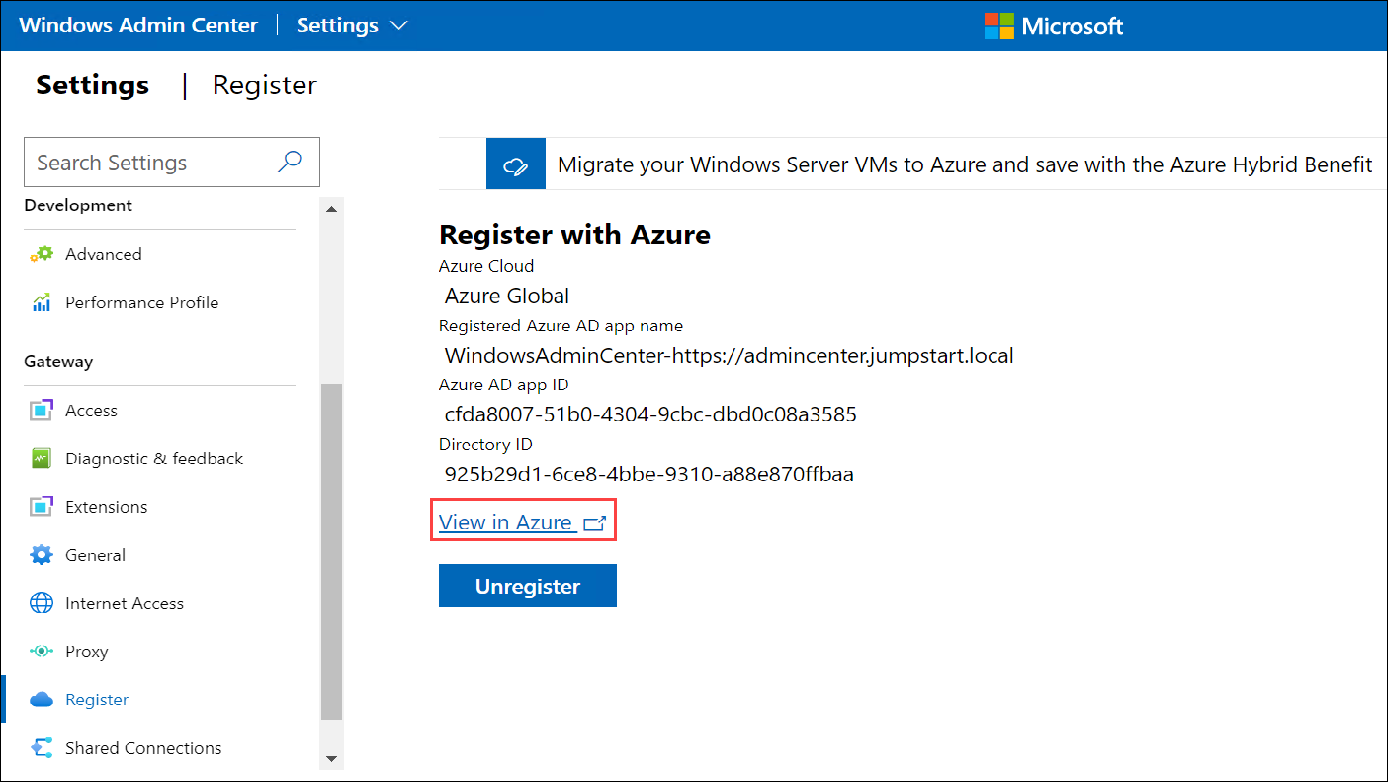 Windows Admin Center | Settings
Microsoft
Settings | Register
Search Settings
Development
Advanced
Performance Profile
Gateway
Access
Diagnostic & feedback
Extensions
General
Internet Access
Proxy
Register
Shared Connections
Migrate your Windows Server VMs to Azure and save with the Azure Hybrid Benefit
Register with Azure
Azure Cloud
Azure Global
Registered Azure AD app name
WindowsAdminCenter-https://admincenter.jumpstart.local
Azure AD app ID
cfda8007-51b0-4304-9cbc-dbd0c08a3585
Directory ID
925b29d1-6ce8-4bbe-9310-a88e870ffbaa
View in Azure
Unregister